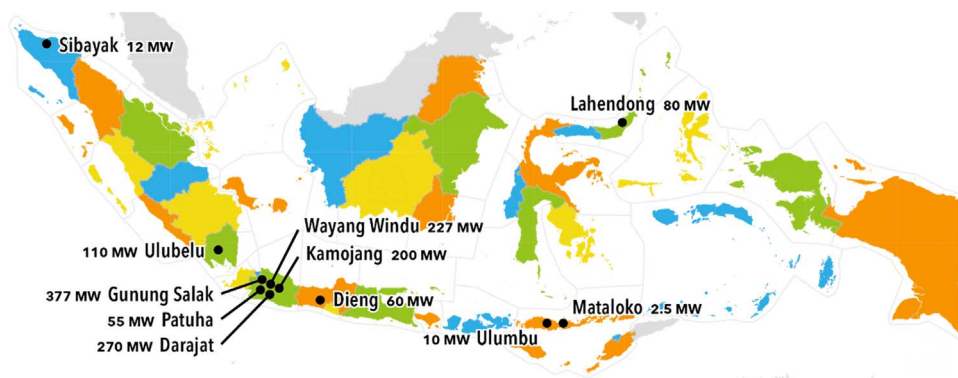 Sibayak 12 MW
Lahendong 80 MW
Wayang Windu 227 MW
110 MW Ulubelu
Kamojang 200 MW
377 MW Gunung Salak
Dieng 60 MW
Mataloko 2.5 MW
55 MW Patuha
10 MW Ulumbu
270 MW Darajat